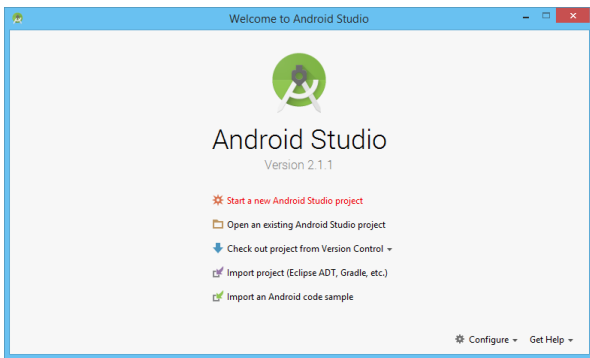 Welcome to Android Studio
Android Studio
Version 2.1.1
Start a new Android Studio project
Open an existing Android Studio project
Check out project from Version Control
Import project (Eclipse ADT, Gradle, etc.)
Import an Android code sample
Configure Get Help